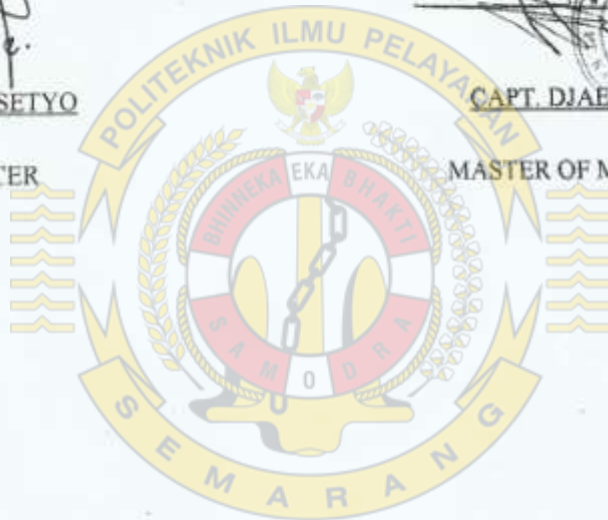 POLITEKNIK ILMU PELAYARAN
SETYO
CAPT. DJAE
TER
MASTER OF M
BHINNEKA EKA BHAKTI
SAMODRA
SEMARANG